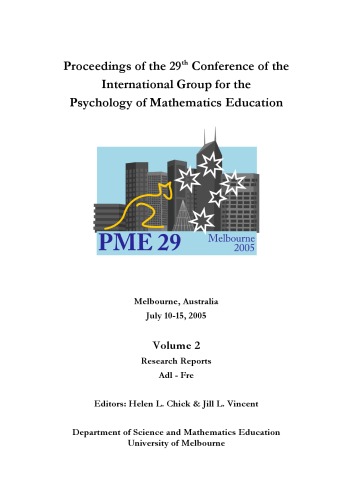 Proceedings of the 29th Conference of the
International Group for the
Psychology of Mathematics Education
PME 29
Melbourne
2005
Melbourne, Australia
July 10-15, 2005
Volume 2
Research Reports
Adl - Fre
Editors: Helen L. Chick & Jill L. Vincent
Department of Science and Mathematics Education
University of Melbourne